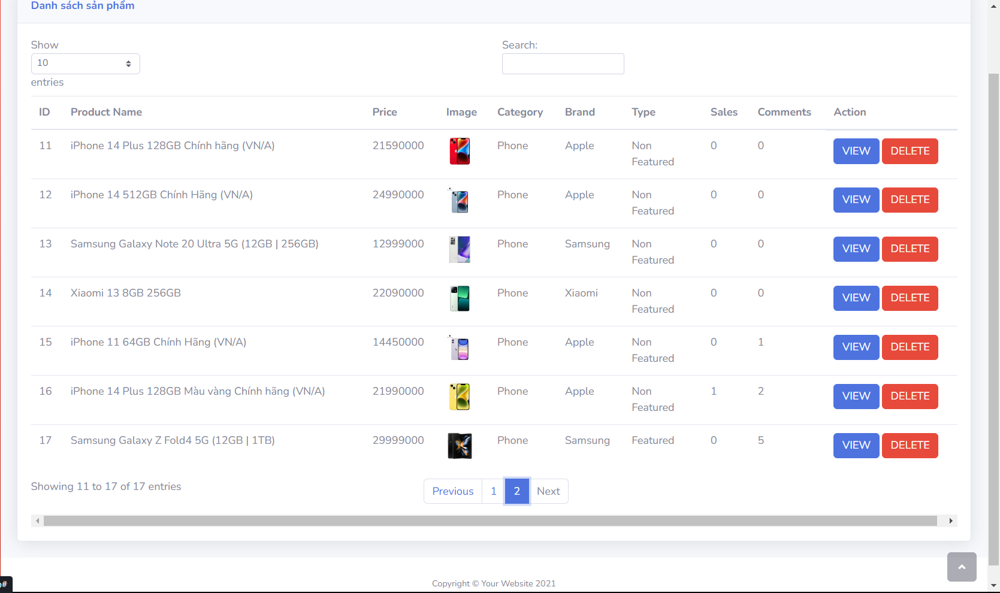 Danh sách sản phẩm
Show
10
entries
Search:
ID Product Name Price Image Category Brand Type Sales Comments Action
11 iPhone 14 Plus 128GB Chính hãng (VN/A) 21590000 Phone Apple Non Featured 0 0 VIEW DELETE
12 iPhone 14 512GB Chính Hãng (VN/A) 24990000 Phone Apple Non Featured 0 0 VIEW DELETE
13 Samsung Galaxy Note 20 Ultra 5G (12GB | 256GB) 12999000 Phone Samsung Non Featured 0 0 VIEW DELETE
14 Xiaomi 13 8GB 256GB 22090000 Phone Xiaomi Non Featured 0 0 VIEW DELETE
15 iPhone 11 64GB Chính Hãng (VN/A) 14450000 Phone Apple Non Featured 0 1 VIEW DELETE
16 iPhone 14 Plus 128GB Màu vàng Chính hãng (VN/A) 21990000 Phone Apple Non Featured 1 2 VIEW DELETE
17 Samsung Galaxy Z Fold4 5G (12GB | 1TB) 29999000 Phone Samsung Featured 0 5 VIEW DELETE
Showing 11 to 17 of 17 entries
Previous 1 2 Next
Copyright © Your Website 2021